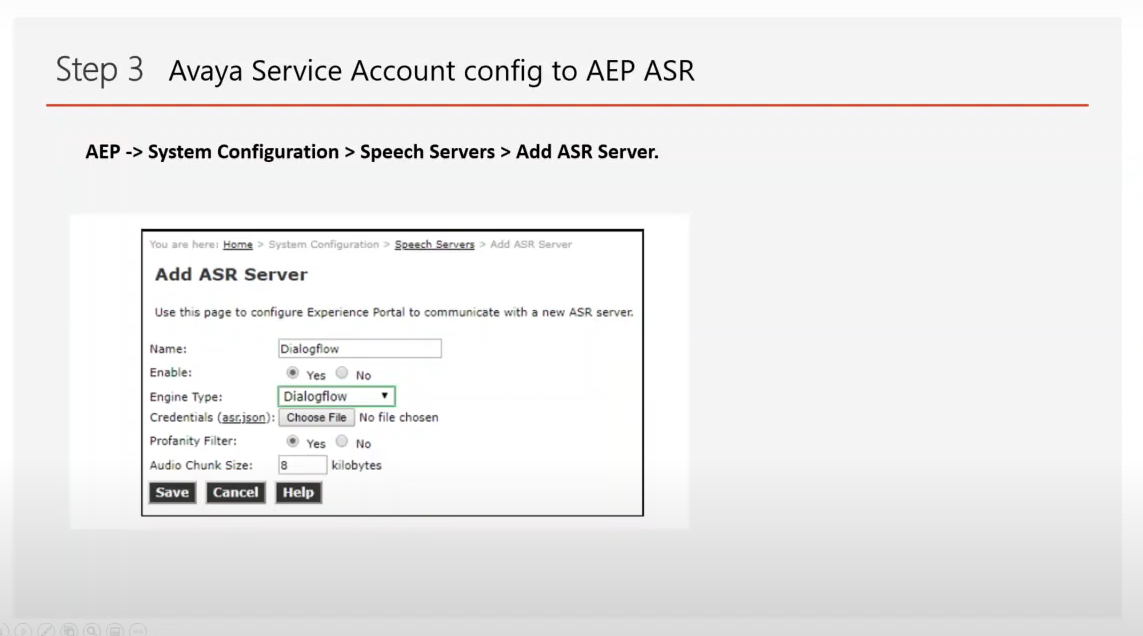 Step 3 Avaya Service Account config to AEP ASR
AEP -> System Configuration > Speech Servers > Add ASR Server.
You are here: Home > System Configuration > Speech Servers > Add ASR Server
Add ASR Server
Use this page to configure Experience Portal to communicate with a new ASR server.
Name: Dialogflow
Enable: Yes No
Engine Type: Dialogflow
Credentials (asr.json): Choose File No file chosen
Profanity Filter: Yes No
Audio Chunk Size: 8 kilobytes
Save Cancel Help